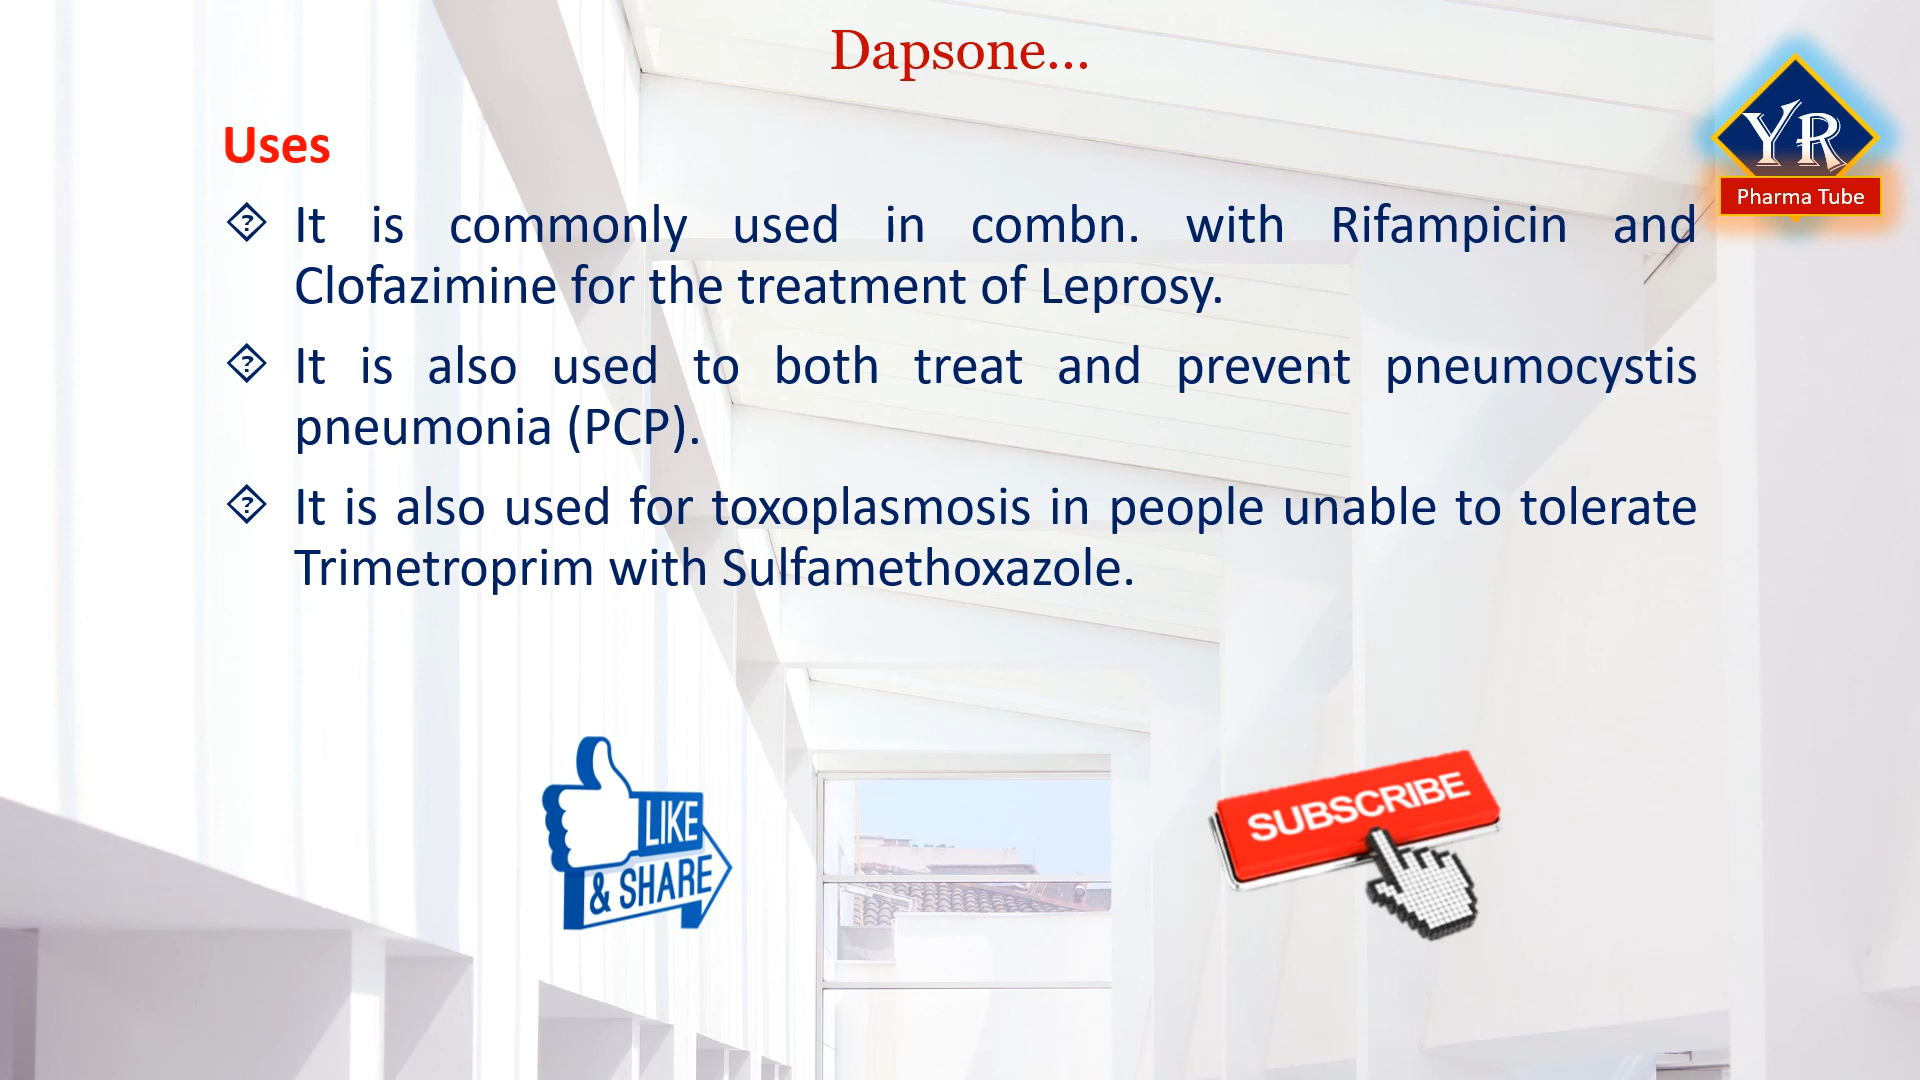 Dapsone...
YR
Pharma Tube
Uses
It is commonly used in combn. with Rifampicin and
Clofazimine for the treatment of Leprosy.
It is also used to both treat and prevent pneumocystis
pneumonia (PCP).
It is also used for toxoplasmosis in people unable to tolerate
Trimetroprim with Sulfamethoxazole.
LIKE
& SHARE
SUBSCRIBE